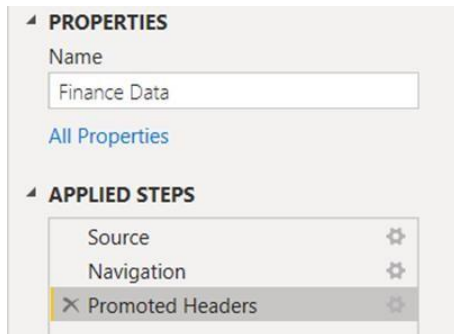 PROPERTIES
Name
Finance Data
All Properties
APPLIED STEPS
Source
Navigation
Promoted Headers